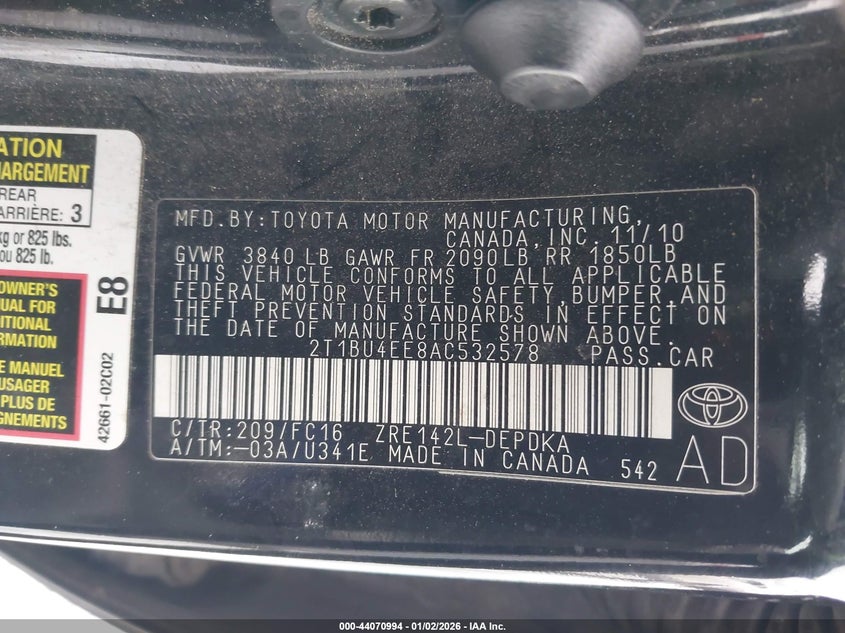 ATION
HARGEMENT
REAR
ARRIÈRE: 3
kg or 825 lbs.
ou 825 lb.
OWNER'S
NUAL FOR
DITIONAL
RMATION
E MANUEL
USAGER
PLUS DE
GNEMENTS
E8
42661-02C02
MFD.BY:TOYOTA MOTOR MANUFACTURING,
CANADA,INC. 11/10
GVWR 3840 LB GAWR FR 2090LB RR 1850LB
THIS VEHICLE CONFORMS TO ALL APPLICABLE
FEDERAL MOTOR VEHICLE SAFETY,BUMPER,AND
THEFT PREVENTION STANDARDS IN EFFECT ON
THE DATE OF MANUFACTURE SHOWN ABOVE.
2T1BU4EE8AC532578 PASS.CAR
C/TR:209/FC16 ZRE142L-DEPDKA
A/TM:-03A/U341E MADE IN CANADA 542
AD
000-44070994 - 01/02/2026 - IAA Inc.